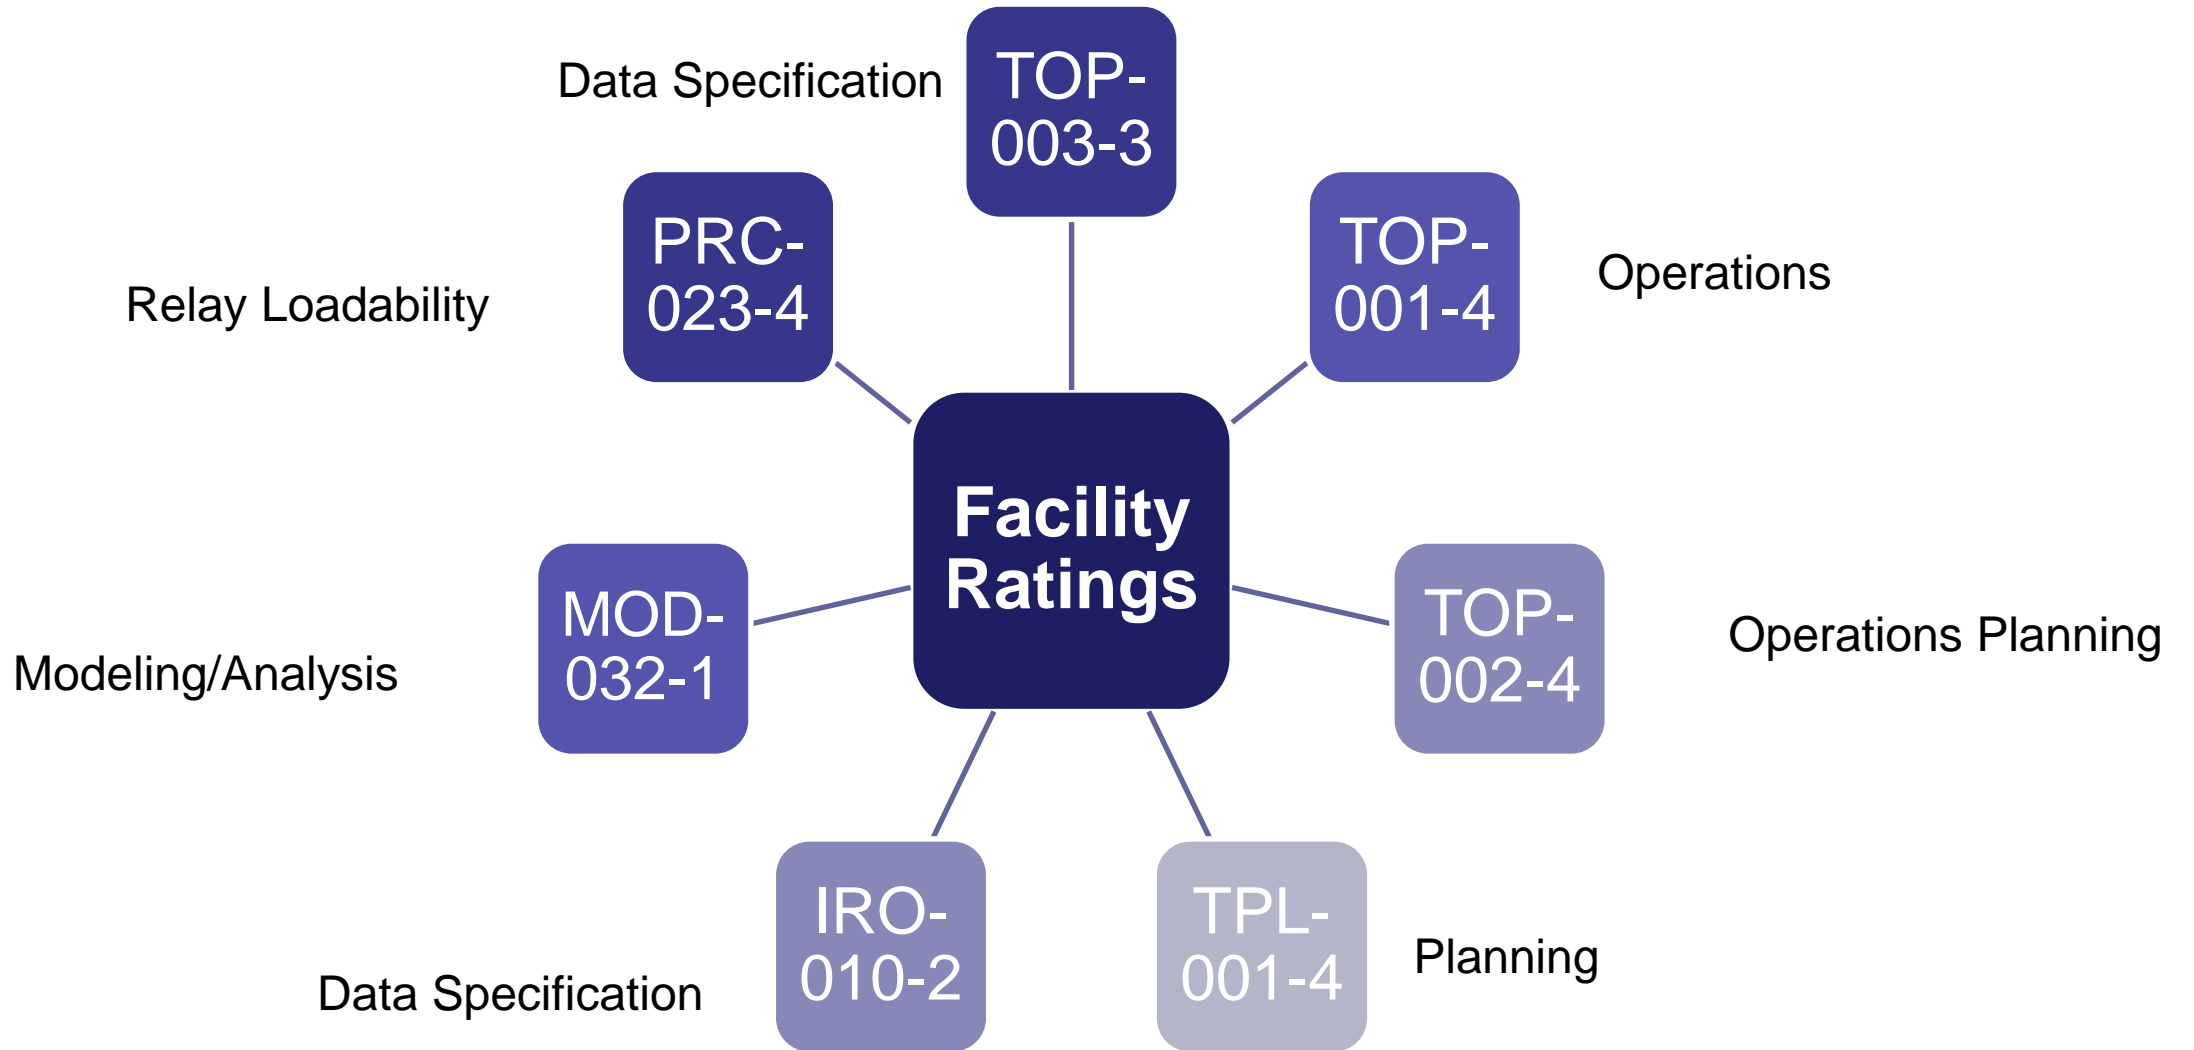 Data Specification
TOP-
003-3
PRC-
023-4
Relay Loadability
TOP-
001-4
Operations
Facility
Ratings
MOD-
032-1
Modeling/Analysis
TOP-
002-4
Operations Planning
IRO-
010-2
Data Specification
TPL-
001-4
Planning